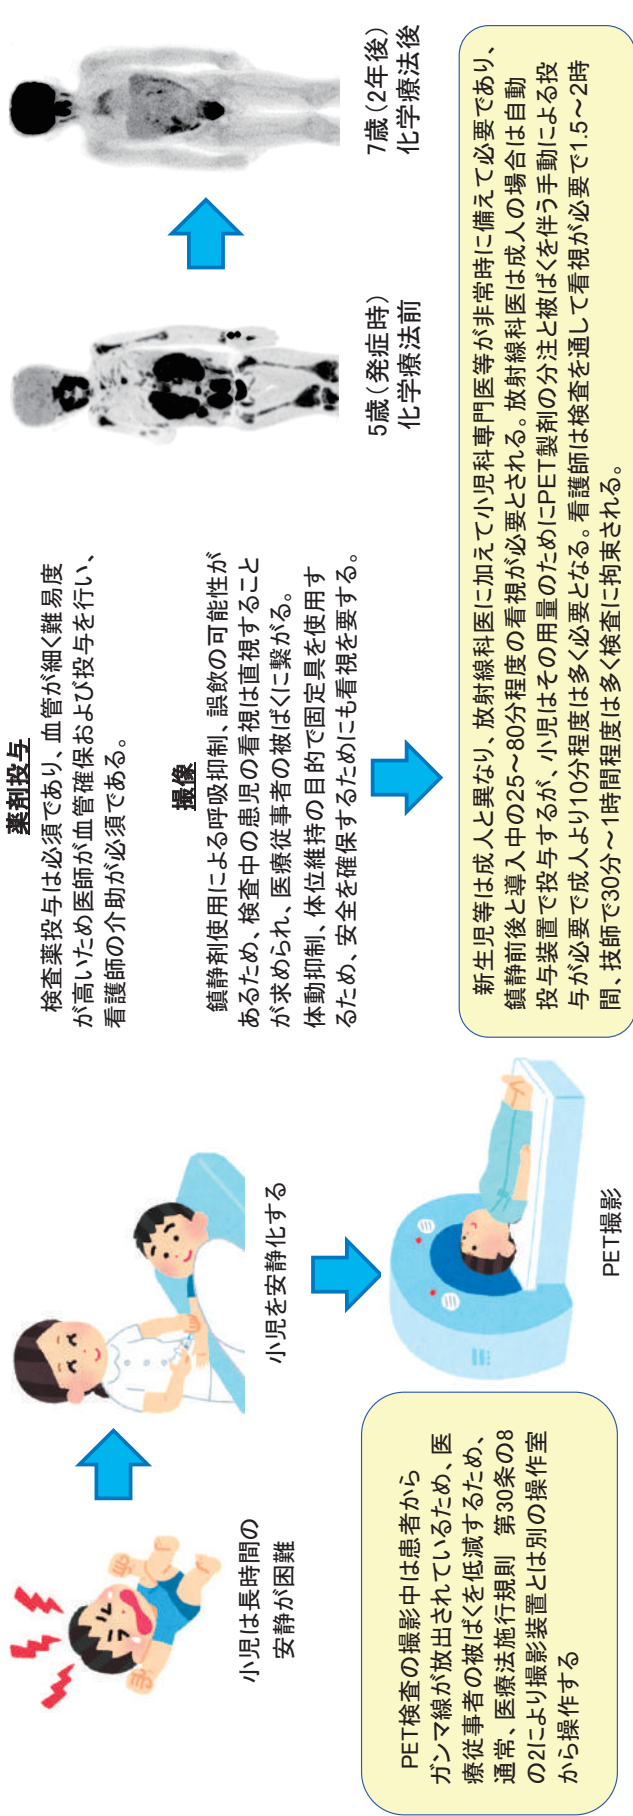 小児は長時間の
安静が困難
小児を安静化する
PET検査の撮影中は患者から
ガンマ線が放出されているため、医
療従事者の被ばくを低減するため、
通常、医療法施行規則　第30条の8
の2により撮影装置とは別の操作室
から操作する
PET撮影
薬剤投与
検査薬投与は必須であり、血管が細く難易度
が高いため医師が血管確保および投与を行い、
看護師の介助が必須である。
撮像
鎮静剤使用による呼吸抑制、誤飲の可能性が
あるため、検査中の患児の看視は直視すること
が求められ、医療従事者の被ばくに繋がる。
体動抑制、体位維持の目的で固定具を使用す
るため、安全を確保するためにも看視を要する。
5歳(発症時)
化学療法前
7歳(2年後)
化学療法後
新生児等は成人と異なり、放射線科医に加えて小児科専門医等が非常時に備えて必要であり、
鎮静前後と導入中の25～80分程度の看視が必要とされる。放射線科医は成人の場合は自動
投与装置で投与するが、小児はその用量のためにPET製剤の分注と被ばくを伴う手動による投
与が必要で成人より10分程度は多く必要となる。看護師は検査を通して看視が必要で1.5～2時
間、技師で30分～1時間程度は多く検査に拘束される。